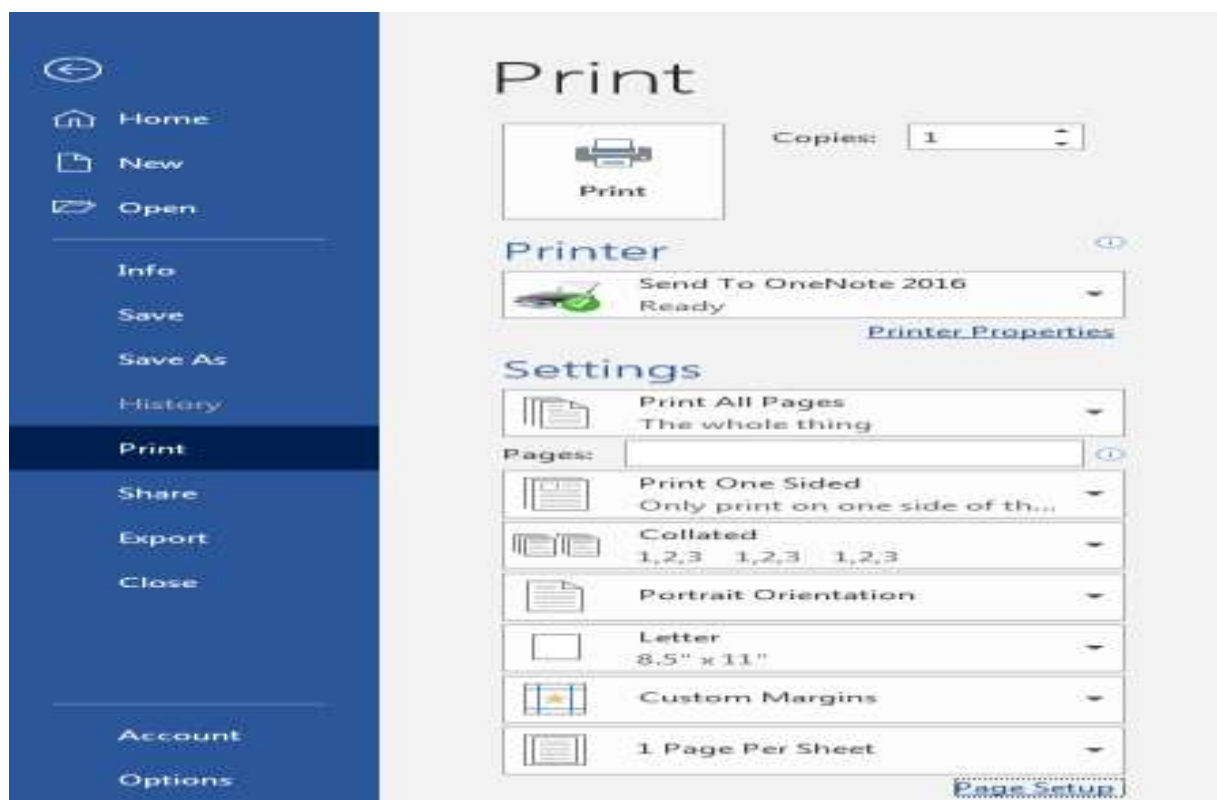 Home
New
Open
Info
Save
Save As
History
Print
Share
Export
Close
Account
Options
Print
Print
Copies: 1
Printer
Send To OneNote 2016
Ready
Printer Properties
Settings
Print All Pages
The whole thing
Pages:
Print One Sided
Only print on one side of th...
Collated
1,2,3 1,2,3 1,2,3
Portrait Orientation
Letter
8.5" x 11"
Custom Margins
1 Page Per Sheet
Page Setup